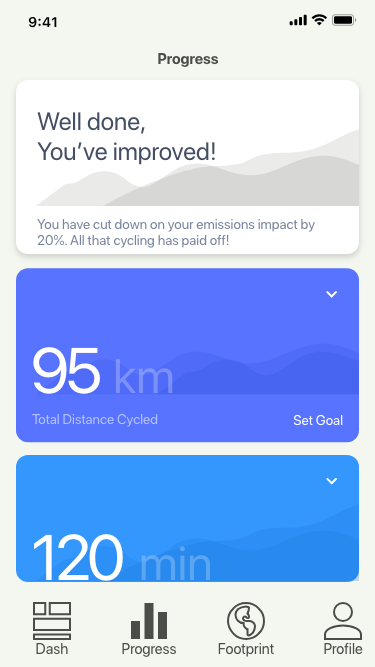 9:41
Progress
Well done,
You’ve improved!
You have cut down on your emissions impact by
20%. All that cycling has paid off!
95 km
Total Distance Cycled
Set Goal
120 min
Dash
Progress
Footprint
Profile